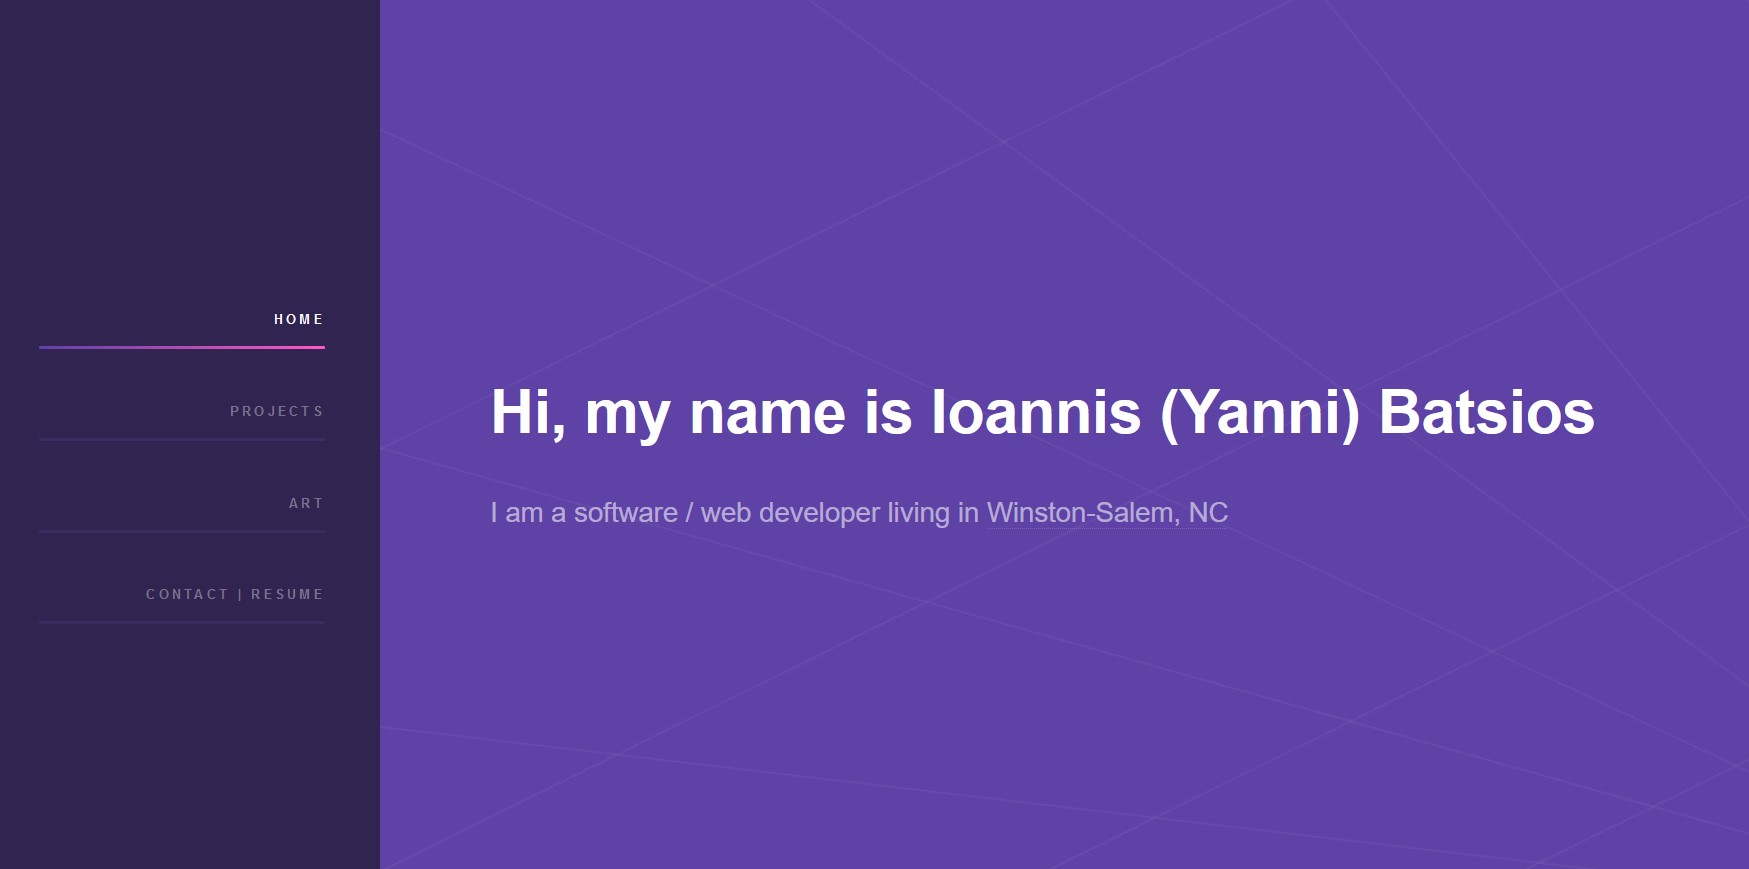 HOME
PROJECTS
ART
CONTACT | RESUME
Hi, my name is Ioannis (Yanni) Batsios
I am a software / web developer living in Winston-Salem, NC